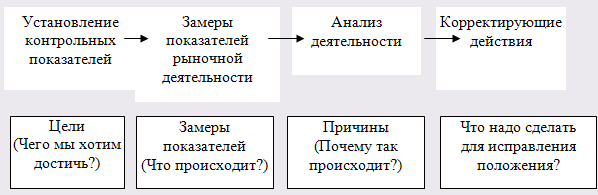 Установление
контрольных
показателей
Замеры
показателей
рыночной
деятельности
Анализ
деятельности
Корректирующие
действия
Цели
(Чего мы хотим
достичь?)
Замеры
показателей
(Что происходит?)
Причины
(Почему так
происходит?)
Что надо сделать
для исправления
положения?